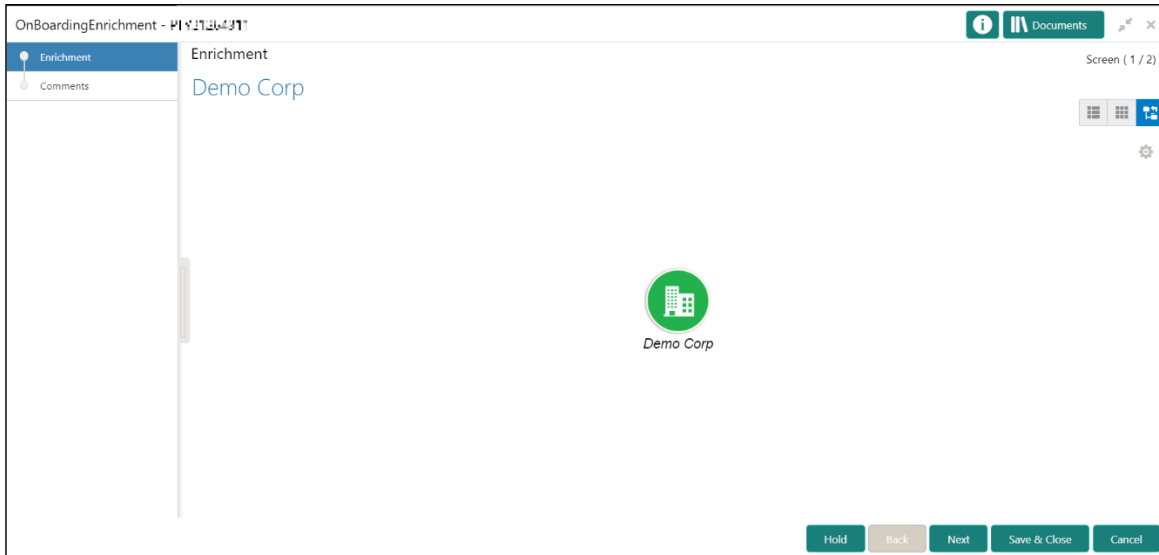 OnBoardingEnrichment -
Documents
Enrichment
Comments
Enrichment
Screen ( 1 / 2)
Demo Corp
Demo Corp
Hold
Back
Next
Save & Close
Cancel